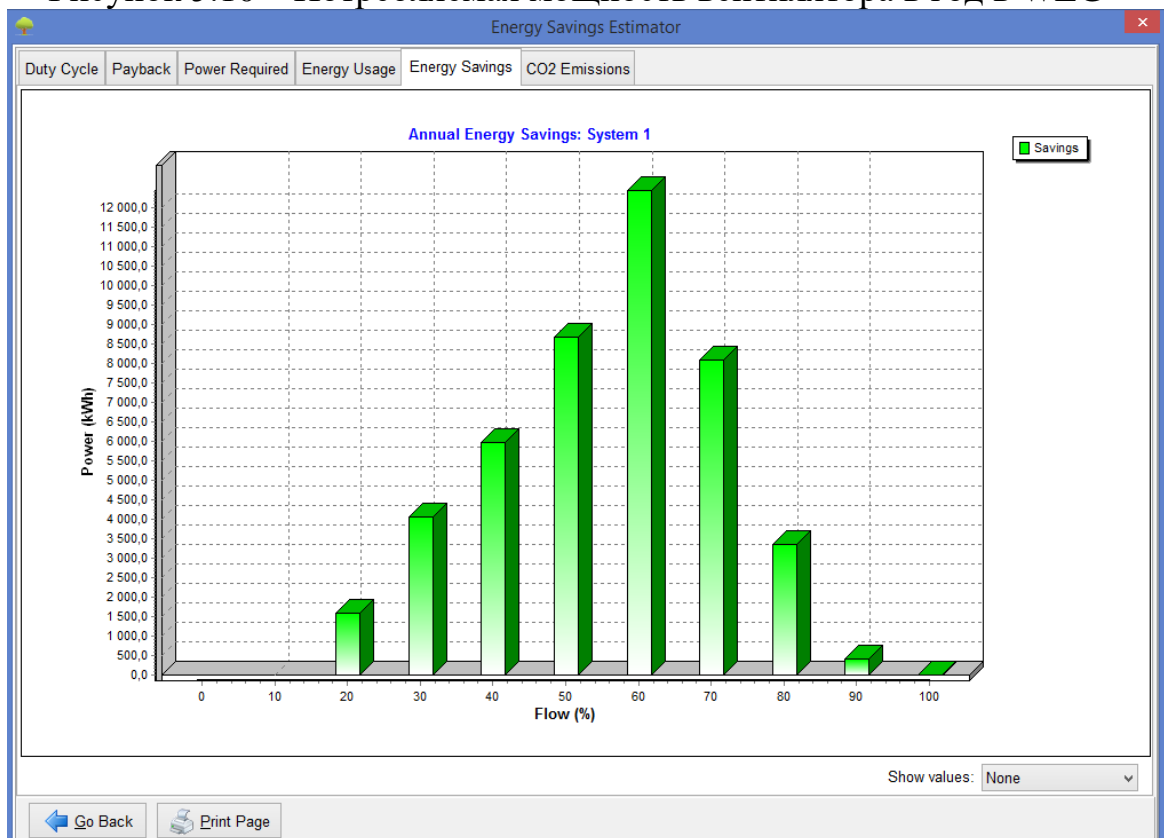 Energy Savings Estimator
Duty Cycle Payback Power Required Energy Usage Energy Savings CO2 Emissions
Annual Energy Savings: System 1
Savings
12 000,0
11 500,0
11 000,0
10 500,0
10 000,0
9 500,0
9 000,0
8 500,0
8 000,0
7 500,0
7 000,0
6 500,0
6 000,0
5 500,0
5 000,0
4 500,0
4 000,0
3 500,0
3 000,0
2 500,0
2 000,0
1 500,0
1 000,0
500,0
0,0
Power (kWh)
0 10 20 30 40 50 60 70 80 90 100
Flow (%)
Show values: None
Go Back Print Page